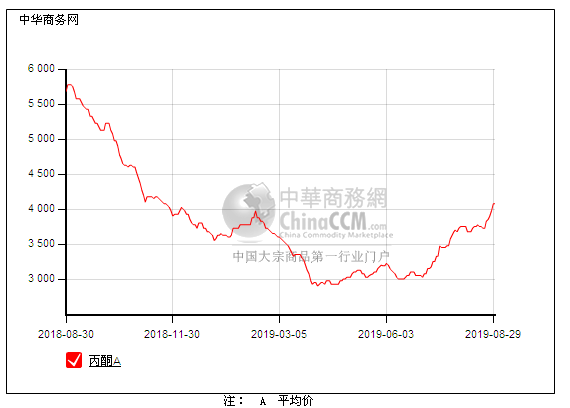 中华商务网
6 000
5 500
5 000
4 500
4 000
3 500
3 000
中華商務網
ChinaCCM.com
China Commodity Marketplace
中国大宗商品第一行业门户
2018-08-30 2018-11-30 2019-03-05 2019-06-03 2019-08-29
丙酮A
注： A 平均价